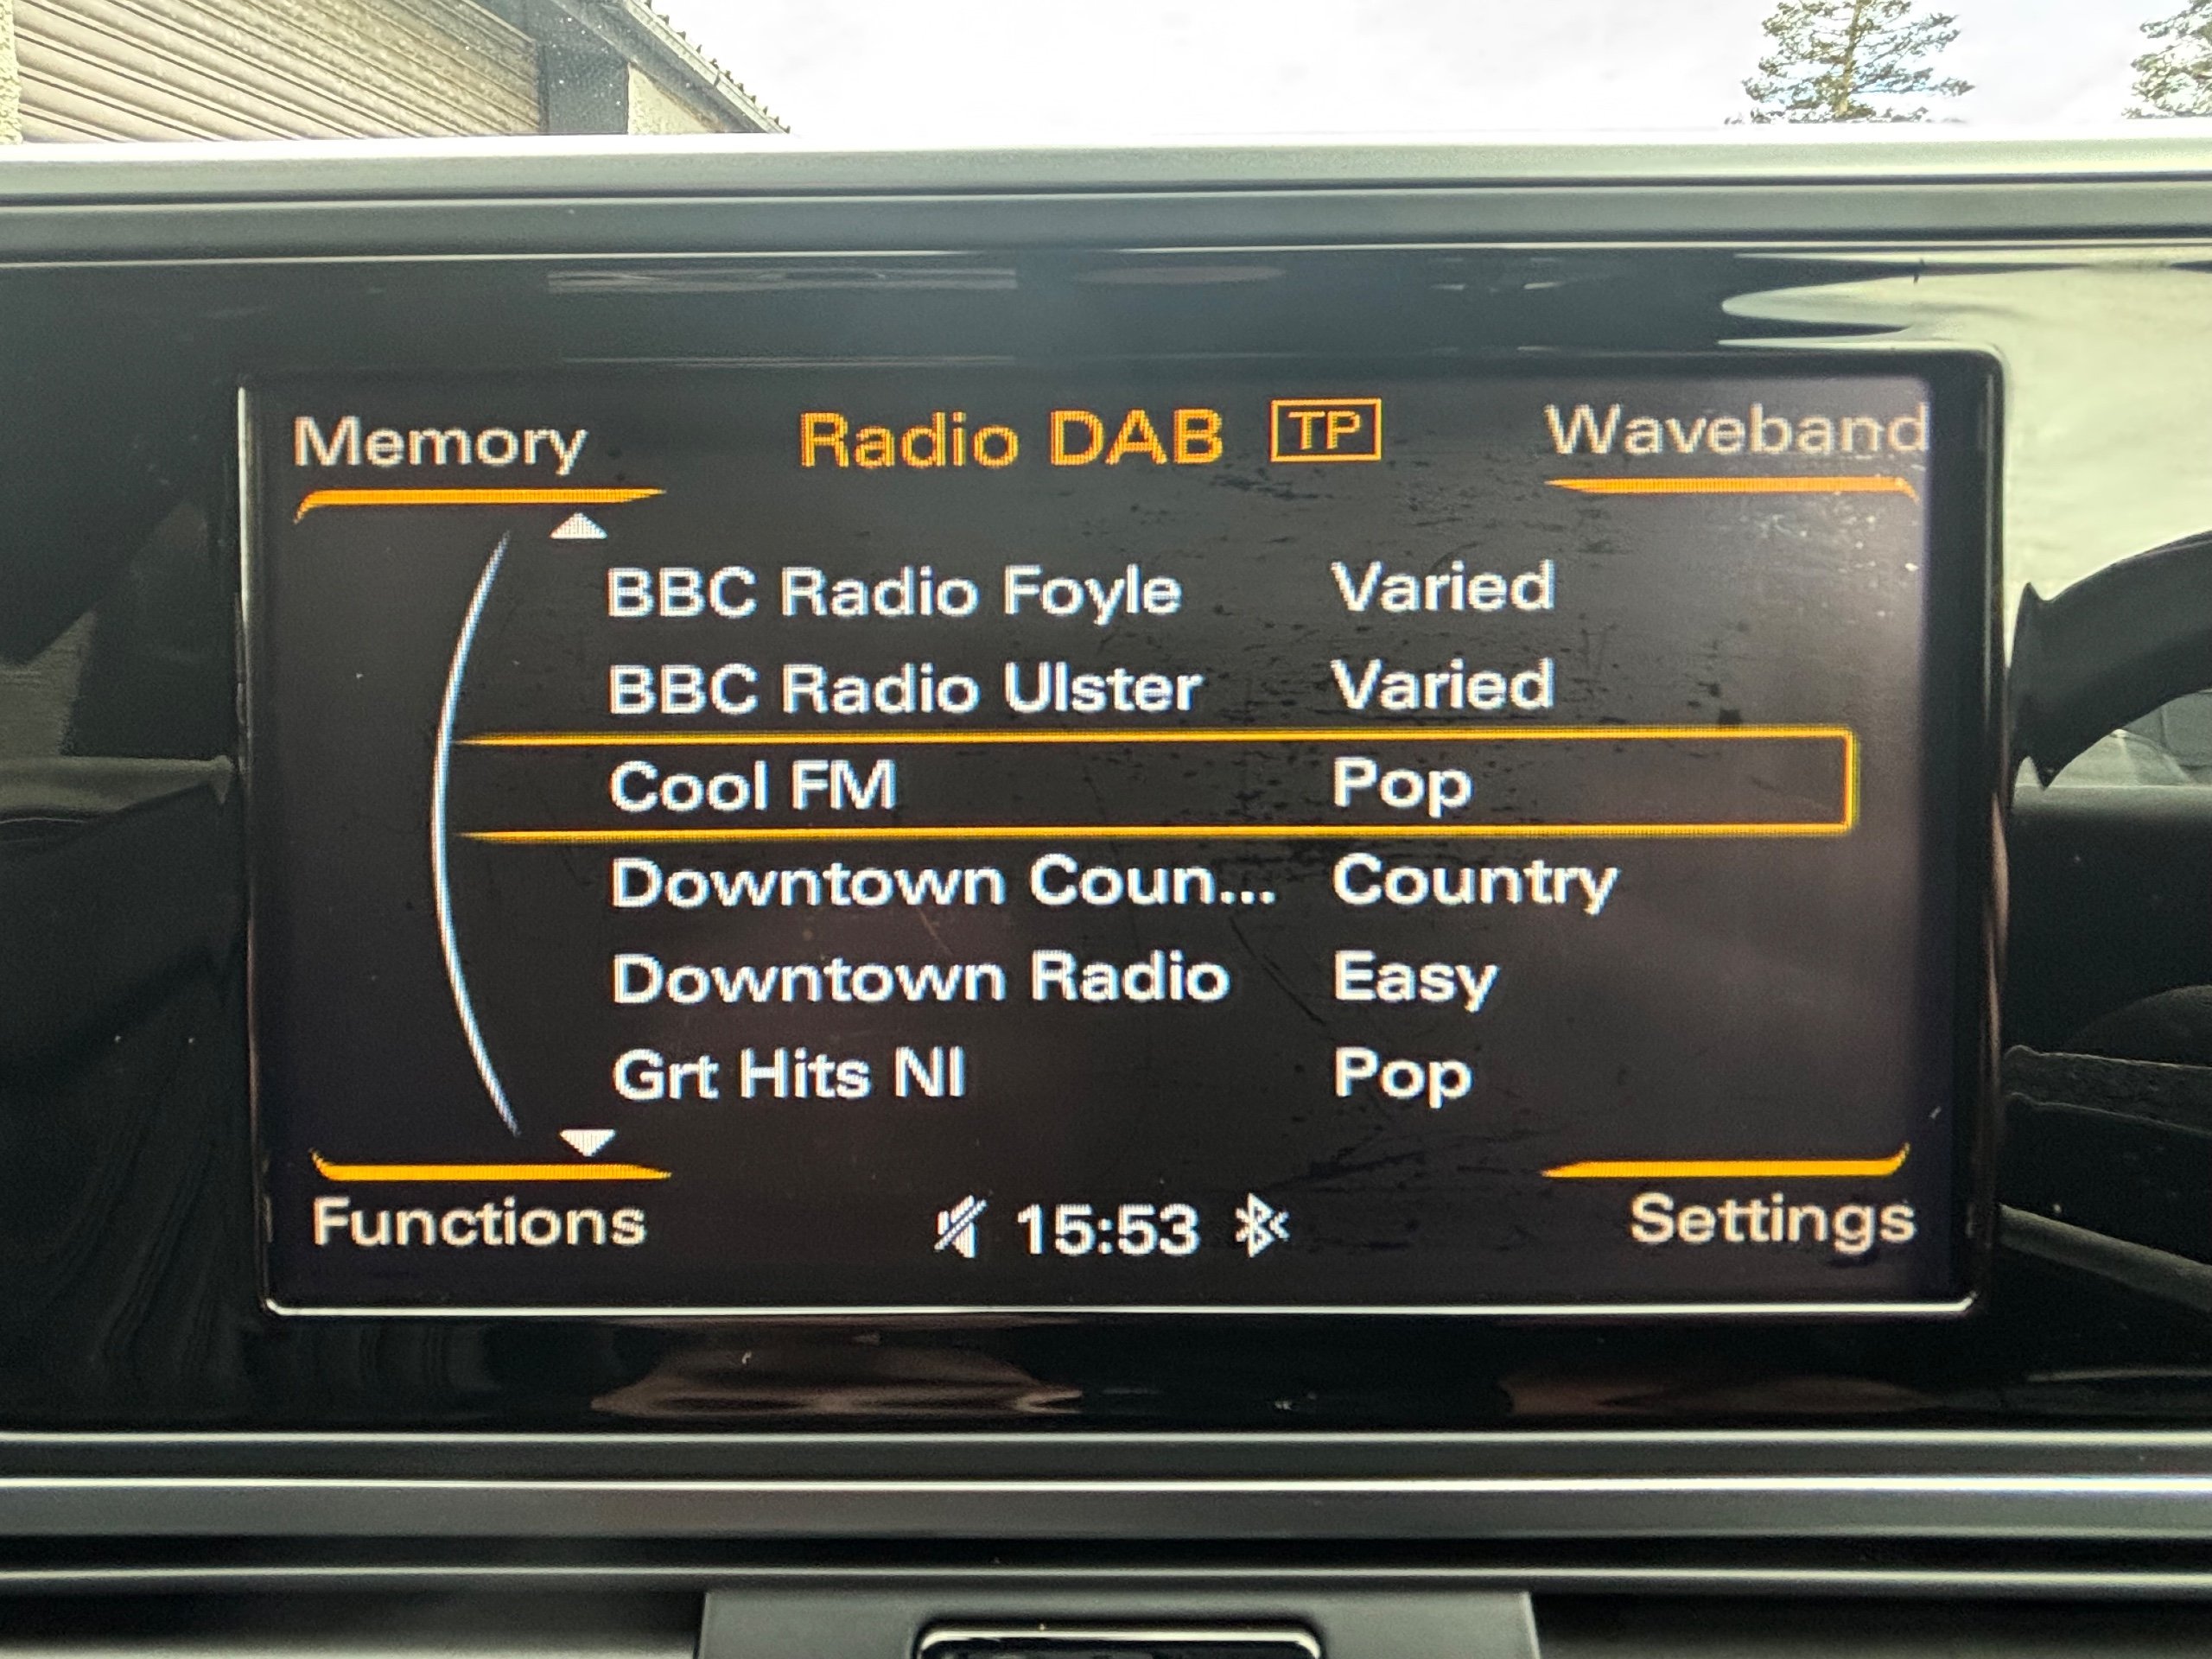 Memory Radio DAB TP Waveband
BBC Radio Foyle Varied
BBC Radio Ulster Varied
Cool FM Pop
Downtown Coun... Country
Downtown Radio Easy
Grt Hits NI Pop
Functions 15:53 Settings